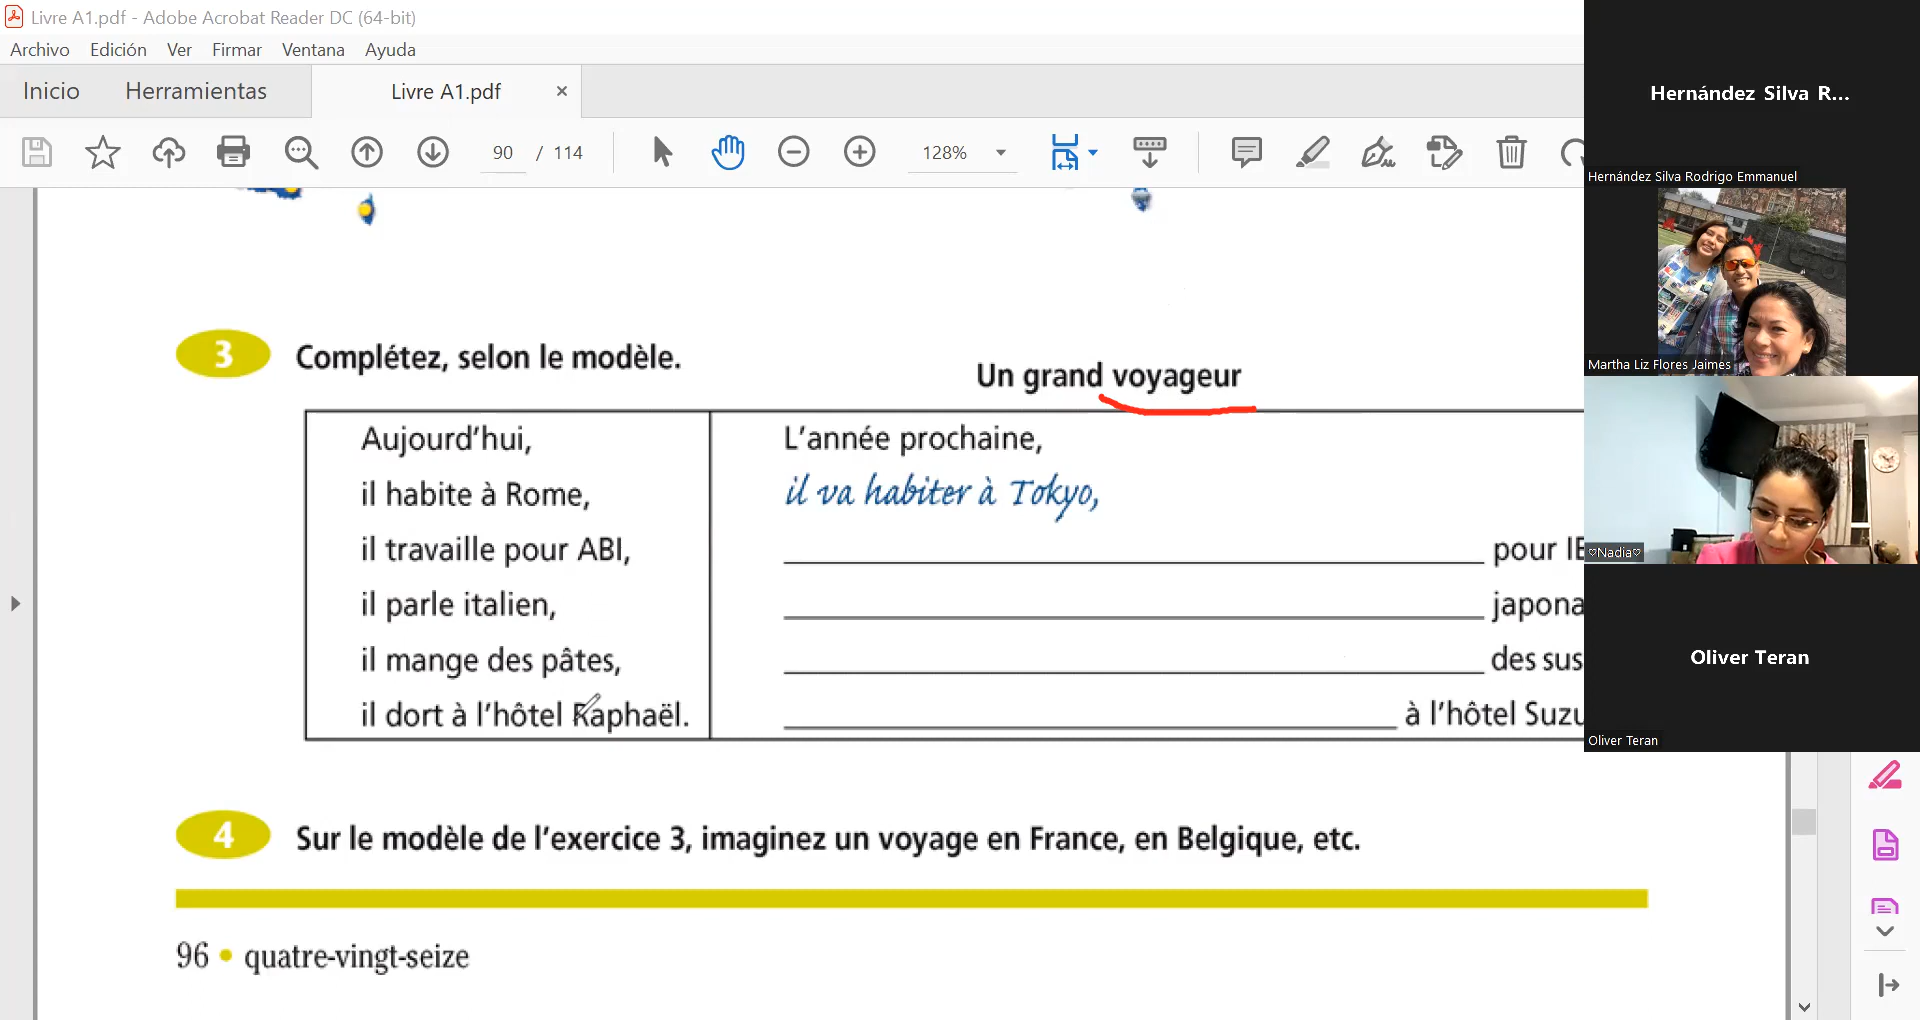 Livre A1.pdf - Adobe Acrobat Reader DC (64-bit)
Archivo Edición Ver Firmar Ventana Ayuda
Inicio Herramientas Livre A1.pdf ×
90 / 114 128%
3 Complétez, selon le modèle.
Un grand voyageur
Aujourd'hui, L'année prochaine,
il habite à Rome, il va habiter à Tokyo,
il travaille pour ABI, pour
il parle italien,
il mange des pâtes, des
il dort à l'hôtel Raphaël. à l'hôtel
4 Sur le modèle de l'exercice 3, imaginez un voyage en France, en Belgique, etc.
96 • quatre-vingt-seize
Hernández Silva R...
Hernández Silva Rodrigo Emmanuel
Martha Liz Flores Jaimes
♡Nadia♡
Oliver Teran
Oliver Teran